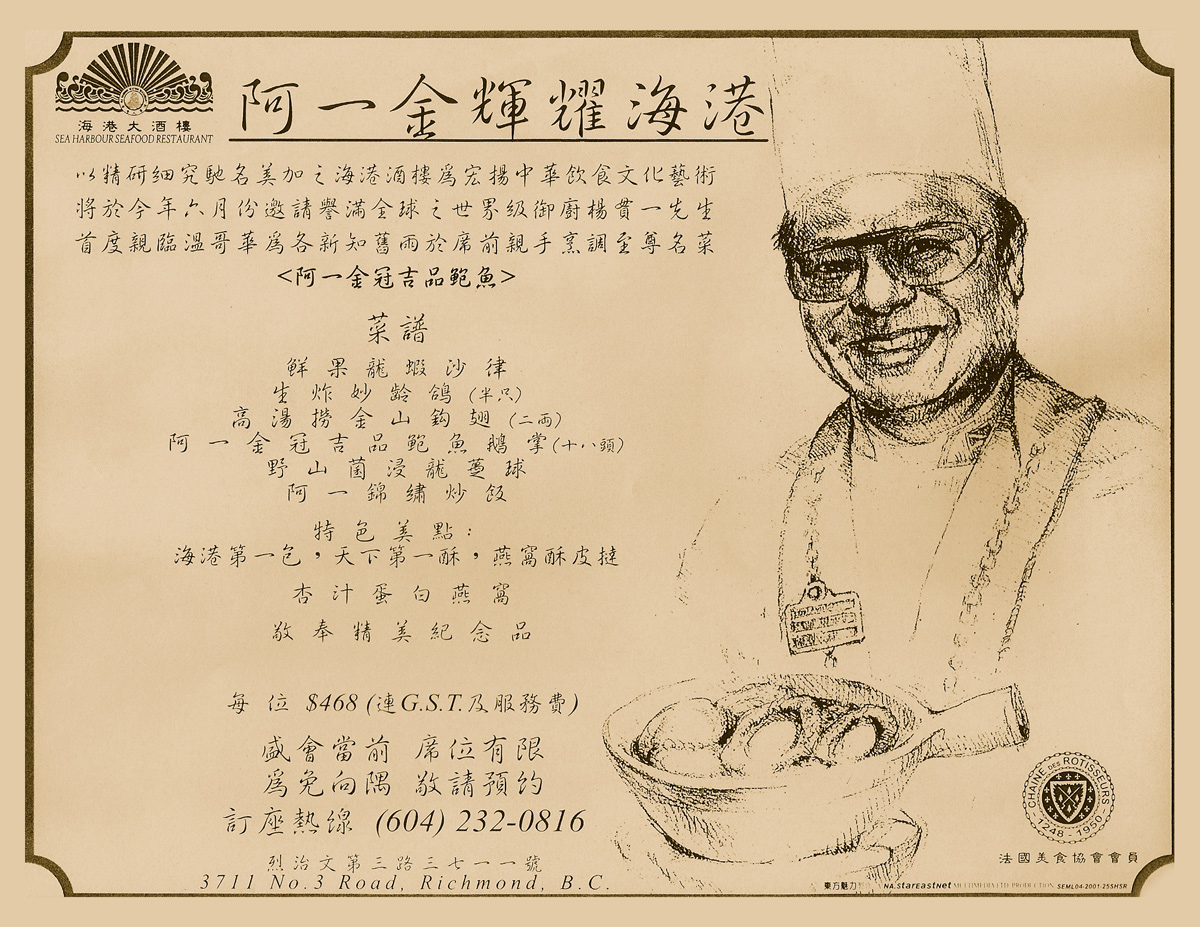 海港大酒樓
SEA HARBOUR SEAFOOD RESTAURANT
阿一金輝耀海港
以精研細究馳名美加之海港酒樓爲宏揚中華飲食文化藝術
將於今年六月份邀請譽滿全球之世界級御廚楊貫一先生
首度親臨溫哥華爲各新知舊雨於席前親手烹調至尊名菜
<阿一金冠吉品鮑魚>
菜譜
鮮果龍蝦沙律
生炸妙齡鴿(半只)
高湯撈金山鈎翅(二両)
阿一金冠吉品鮑魚鵝掌(十八頭)
野山菌浸龍躉球
阿一錦繡炒飯
特色美點:
海港第一包，天下第一酥，燕窩酥皮撻
杏汁蛋白燕窩
敬奉精美紀念品
每位 $468 (連G.S.T.及服務費)
盛會當前 席位有限
爲免向隅 敬請預約
訂座熱線 (604) 232-0816
烈治文第三路三七一一號
3711 No.3 Road, Richmond, B.C.
CHAINE DES ROTISSEURS
1248 - 1950
法國美食協會會員
東方魅力 NA.StarEastnet MULTIMEDIA LTD. PRODUCTION. SEML04-2001-255HSR